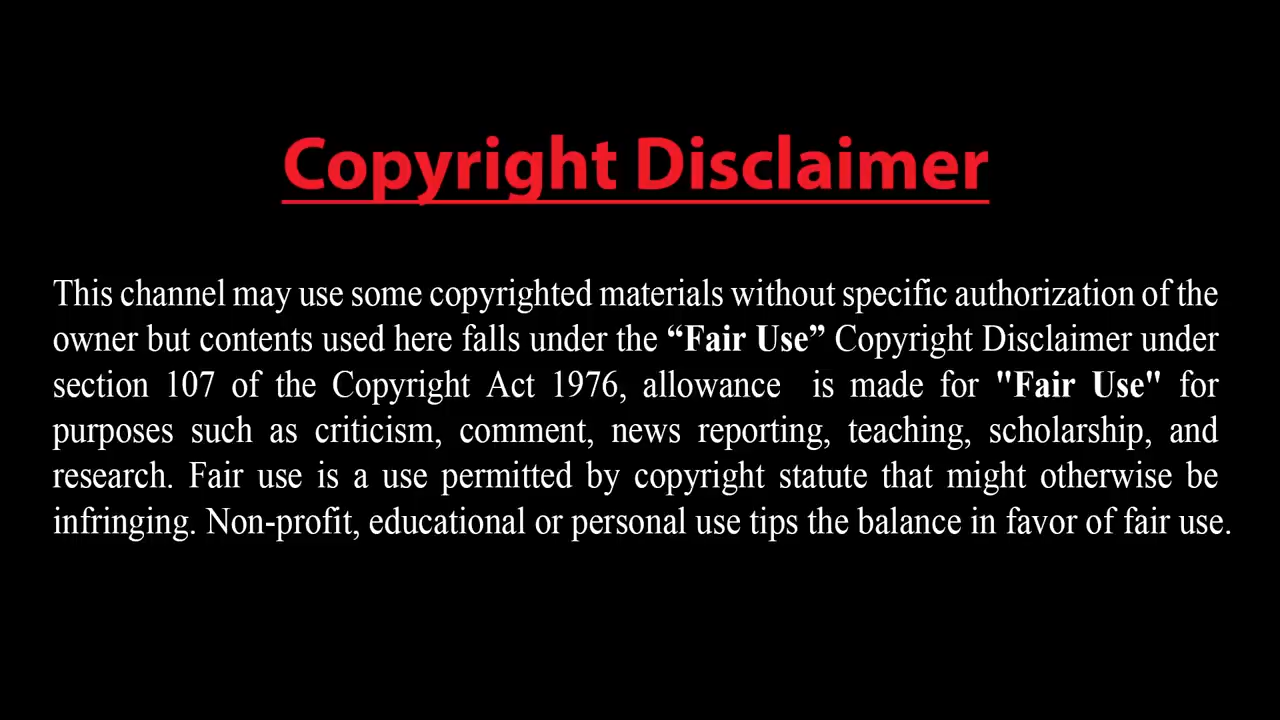 Copyright Disclaimer
This channel may use some copyrighted materials without specific authorization of the
owner but contents used here falls under the “Fair Use” Copyright Disclaimer under
section 107 of the Copyright Act 1976, allowance  is made for "Fair Use" for
purposes such as criticism, comment, news reporting, teaching, scholarship, and
research. Fair use is a use permitted by copyright statute that might otherwise be
infringing. Non-profit, educational or personal use tips the balance in favor of fair use.